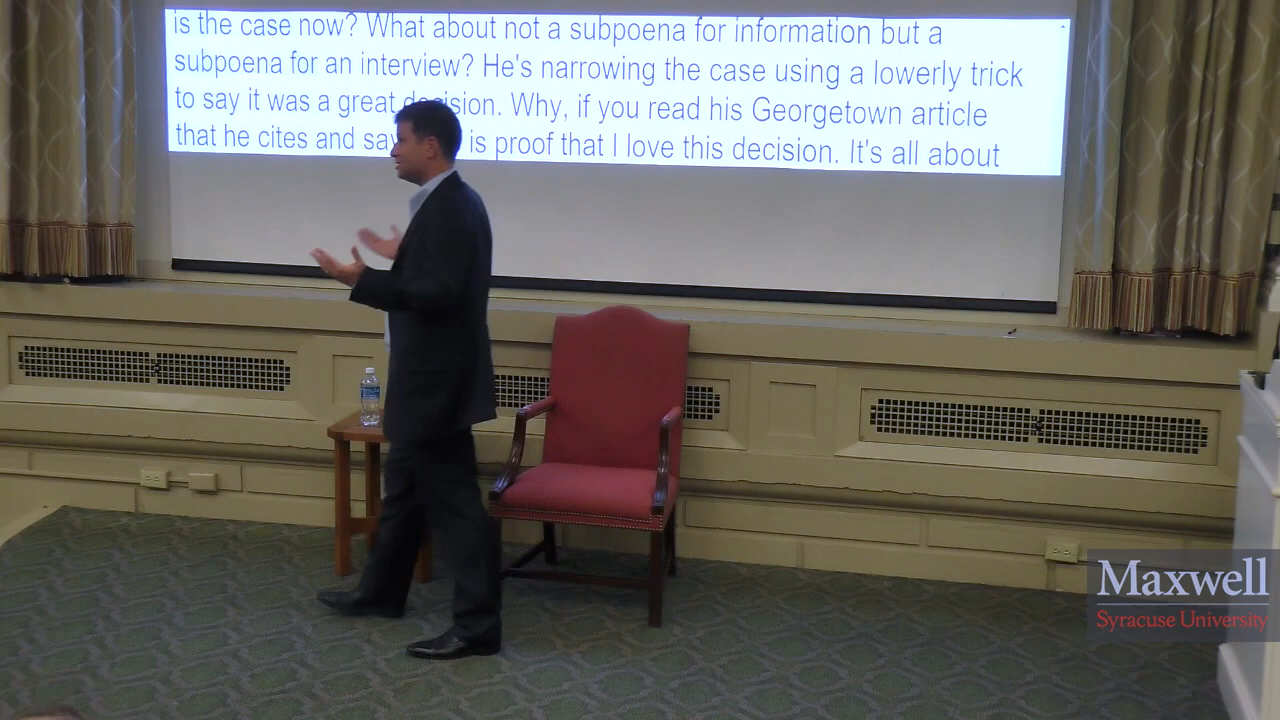 is the case now? What about not a subpoena for information but a
subpoena for an interview? He's narrowing the case using a lowerly trick
to say it was a great decision. Why, if you read his Georgetown article
that he cites and say is proof that I love this decision. It's all about
Maxwell
Syracuse University